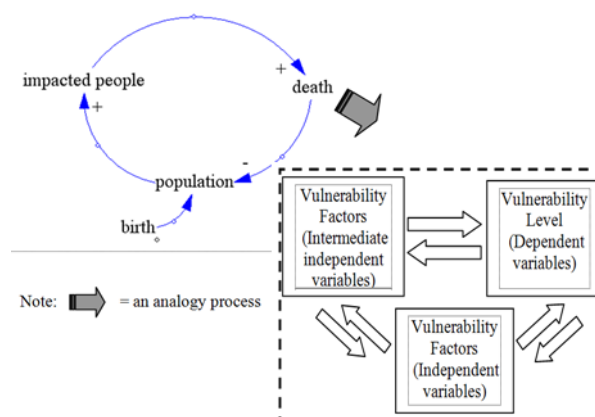 impacted people
+
+
death
-
population
birth
Note:
= an analogy process
Vulnerability
Factors
(Intermediate
independent
variables)
Vulnerability
Level
(Dependent
variables)
Vulnerability
Factors
(Independent
variables)